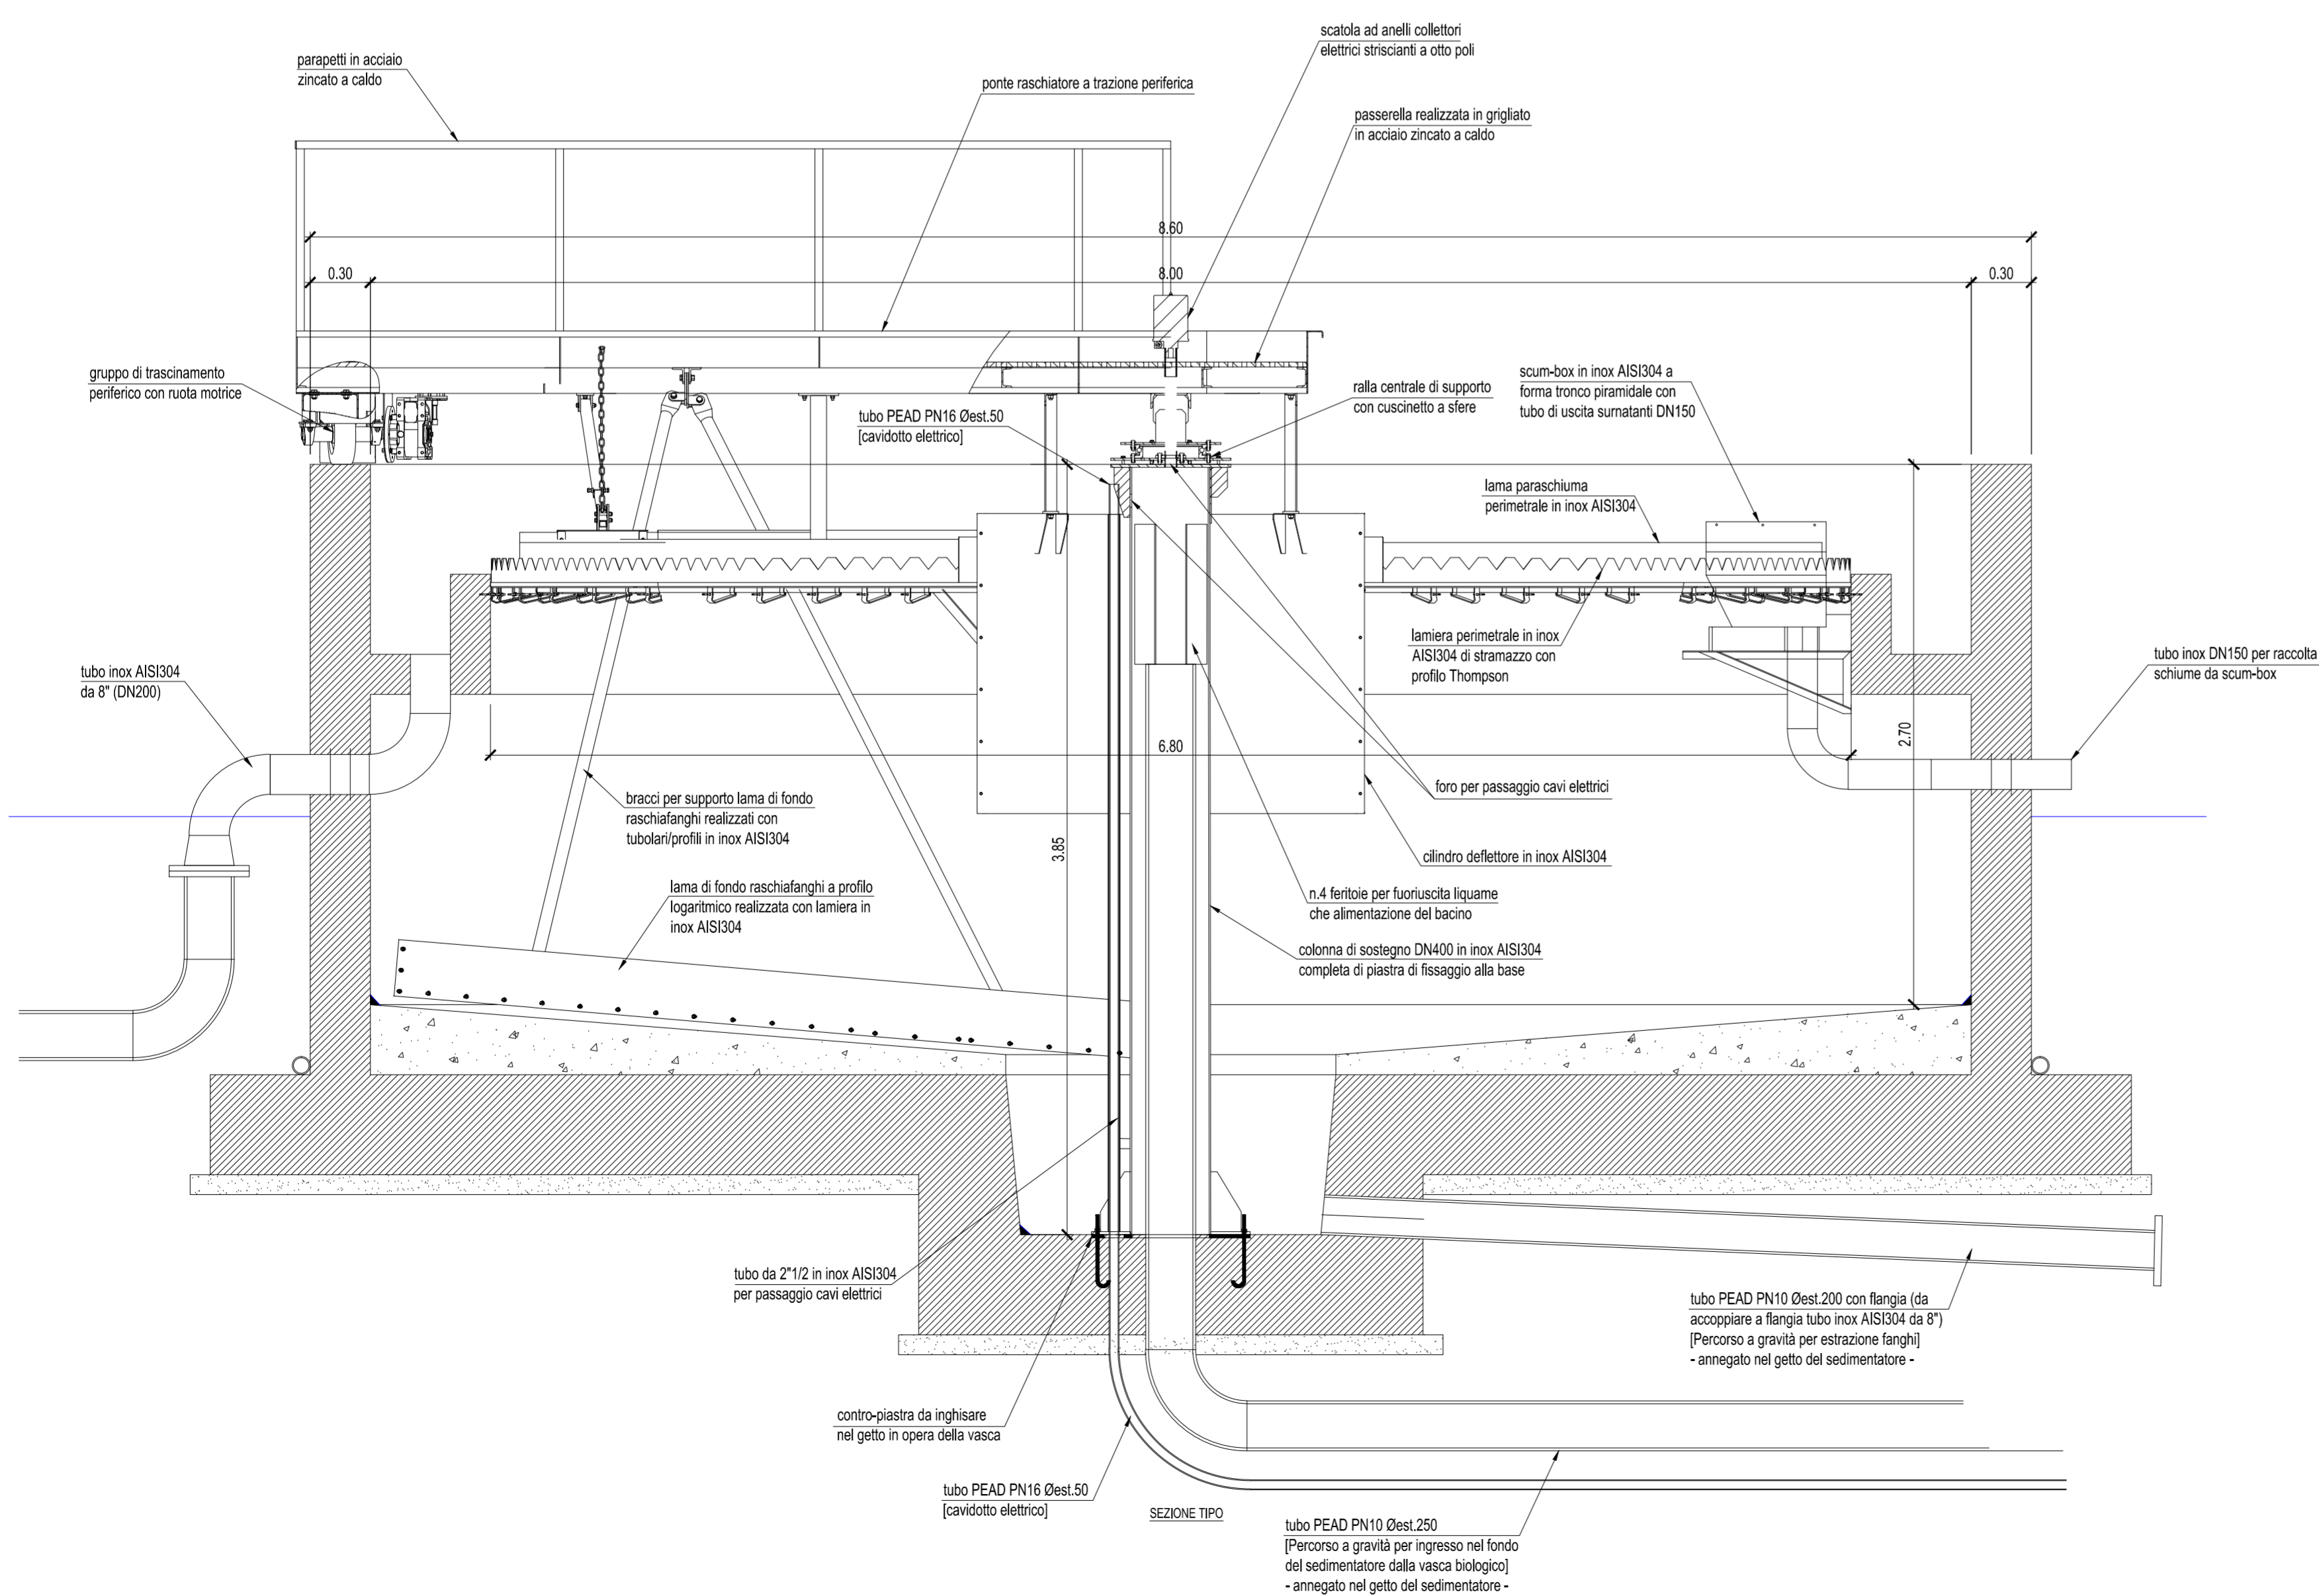 scatola ad anelli collettori
elettrici striscianti a otto poli
parapetti in acciaio
zincato a caldo
ponte raschiatore a trazione periferica
passerella realizzata in grigliato
in acciaio zincato a caldo
8.60
0.30
8.00
0.30
gruppo di trascinamento
periferico con ruota motrice
tubo PEAD PN16 Øest.50
[cavidotto elettrico]
ralla centrale di supporto
con cuscinetto a sfere
scum-box in inox AISI304 a
forma tronco piramidale con
tubo di uscita surnatanti DN150
lama paraschiuma
perimetrale in inox AISI304
lamiera perimetrale in inox
AISI304 di stramazzo con
profilo Thompson
tubo inox AISI304
da 8" (DN200)
tubo inox DN150 per raccolta
schiume da scum-box
2.70
6.80
foro per passaggio cavi elettrici
bracci per supporto lama di fondo
raschiafanghi realizzati con
tubolari/profili in inox AISI304
3.85
cilindro deflettore in inox AISI304
lama di fondo raschiafanghi a profilo
logaritmico realizzata con lamiera in
inox AISI304
n.4 feritoie per fuoriuscita liquame
che alimentazione del bacino
colonna di sostegno DN400 in inox AISI304
completa di piastra di fissaggio alla base
tubo da 2"1/2 in inox AISI304
per passaggio cavi elettrici
tubo PEAD PN10 Øest.200 con flangia (da
accoppiare a flangia tubo inox AISI304 da 8")
[Percorso a gravità per estrazione fanghi]
- annegato nel getto del sedimentatore -
contro-piastra da inghisare
nel getto in opera della vasca
tubo PEAD PN16 Øest.50
[cavidotto elettrico]
SEZIONE TIPO
tubo PEAD PN10 Øest.250
[Percorso a gravità per ingresso nel fondo
del sedimentatore dalla vasca biologico]
- annegato nel getto del sedimentatore -